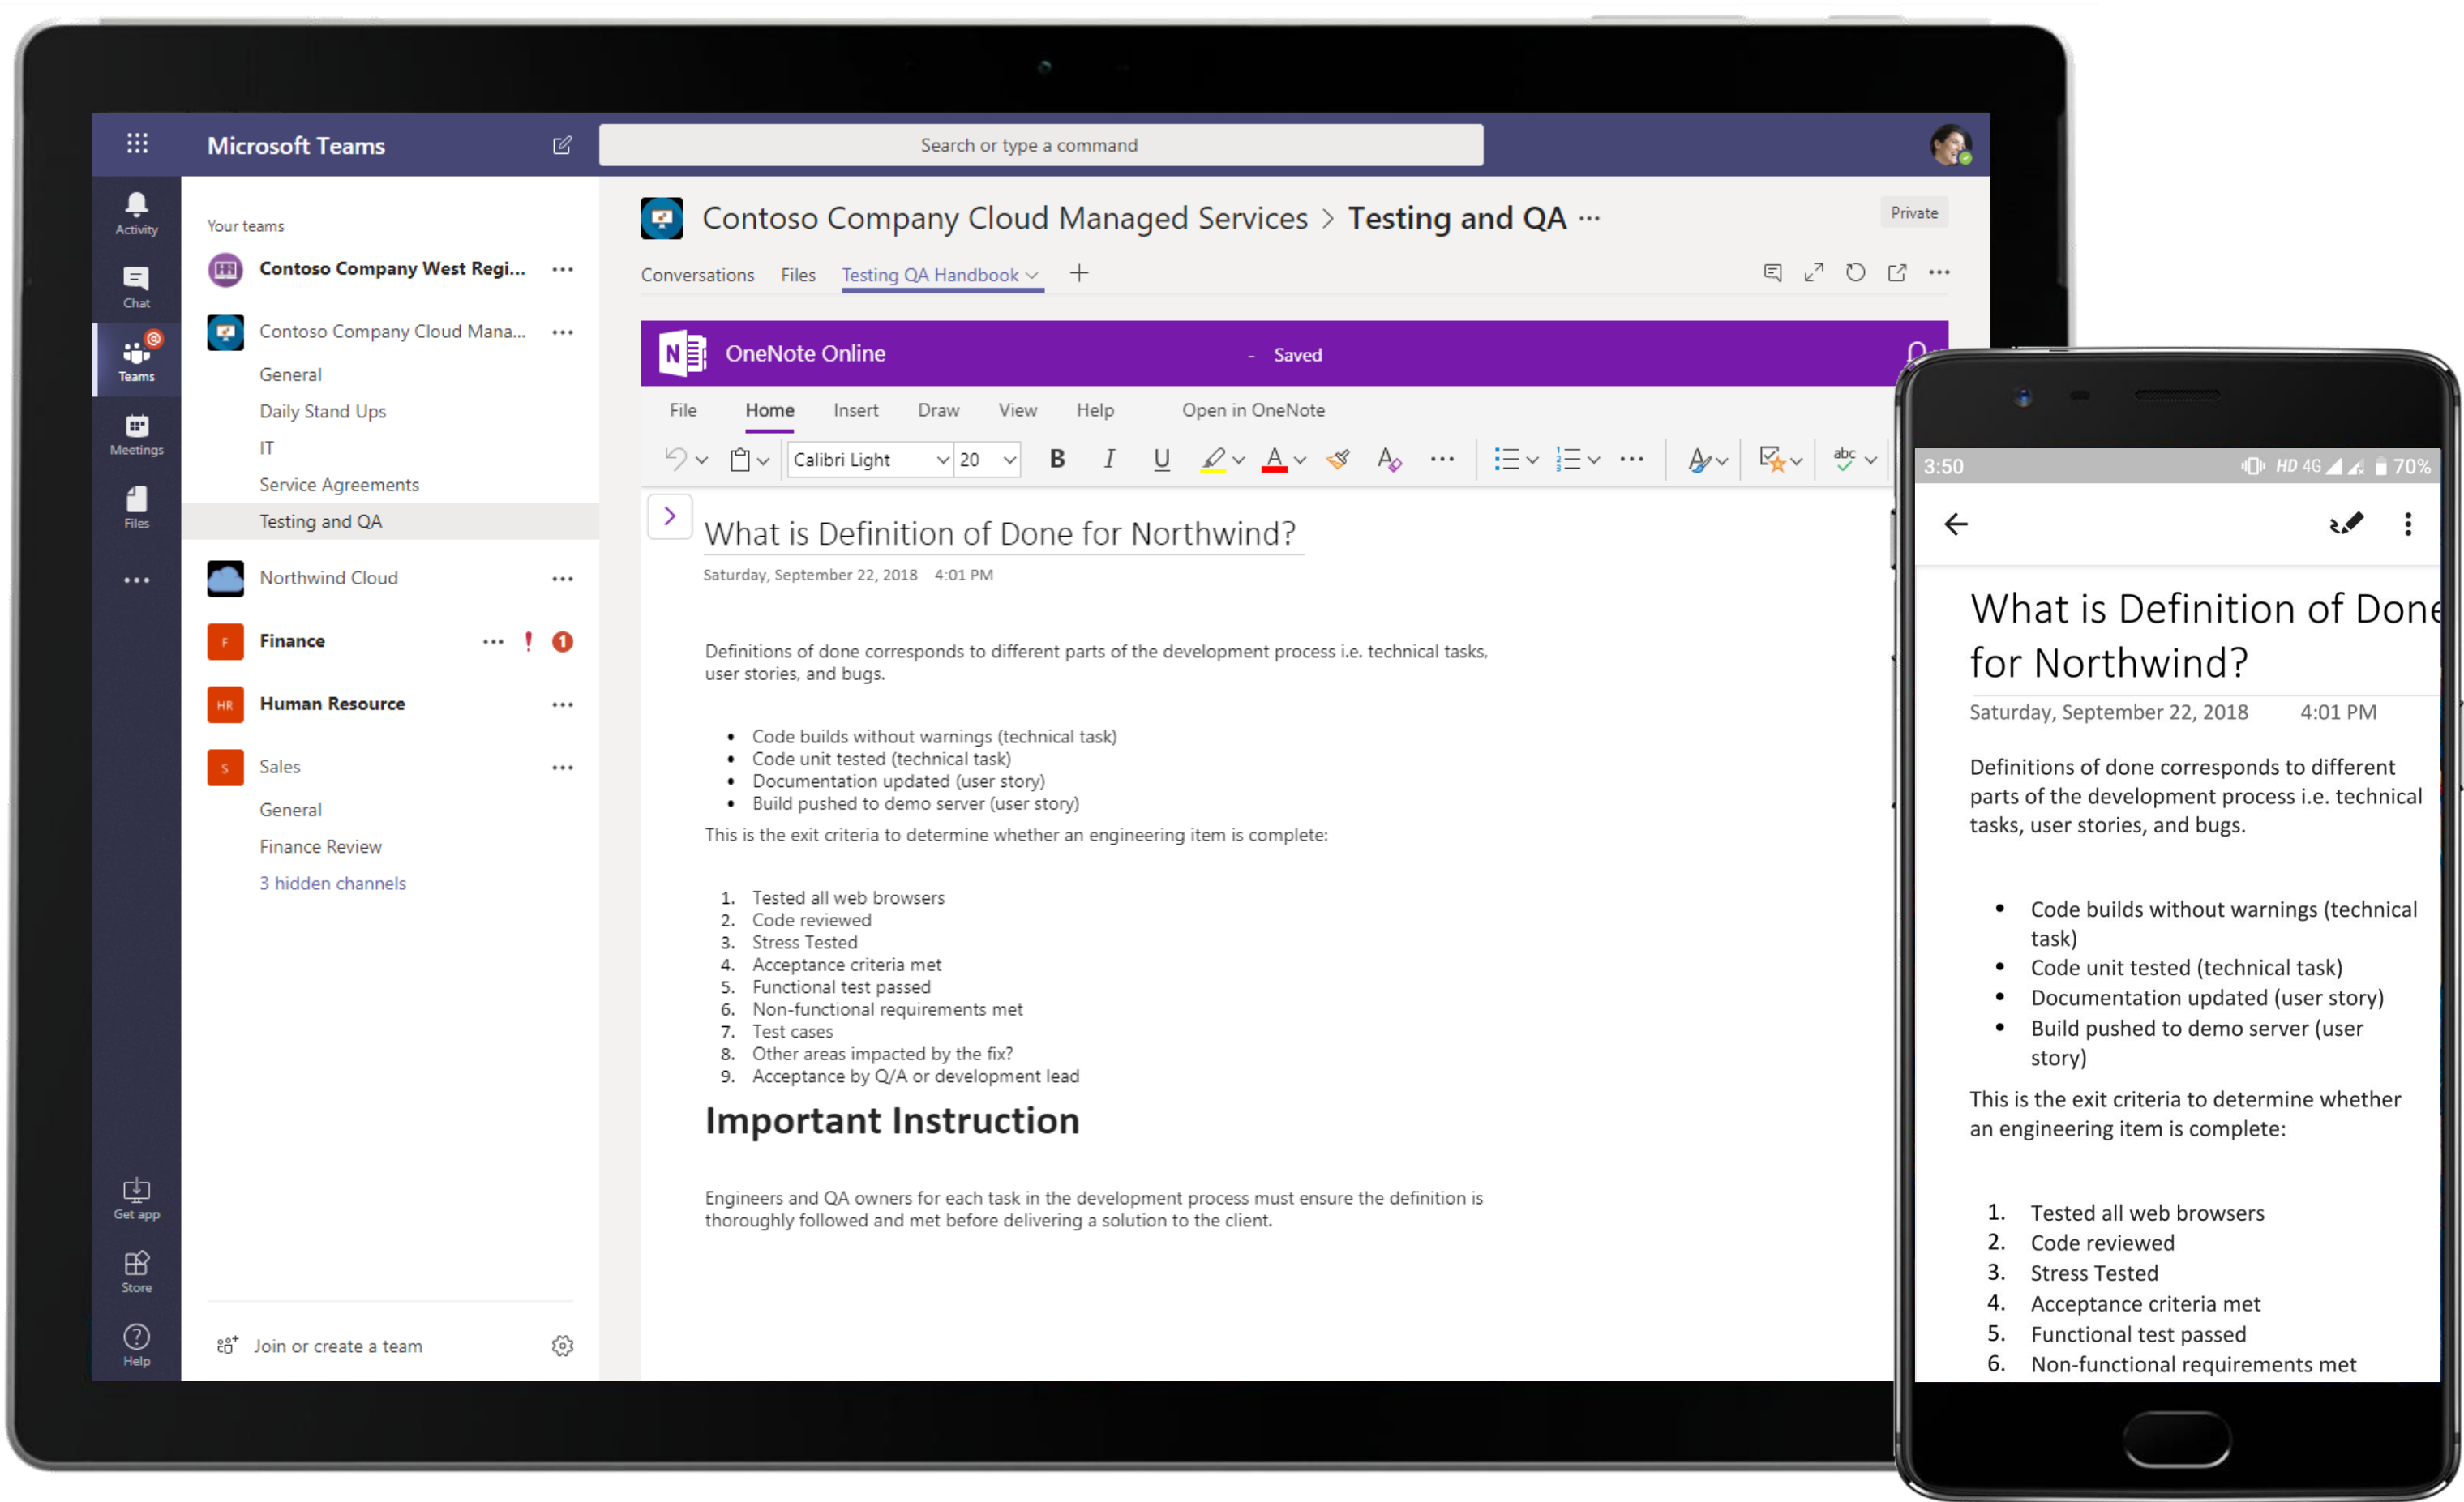 Microsoft Teams
Search or type a command
Activity
Chat
Teams
Meetings
Files
Get app
Store
Help
Your teams
Contoso Company West Regi...
Contoso Company Cloud Mana...
General
Daily Stand Ups
IT
Service Agreements
Testing and QA
Northwind Cloud
F
Finance
1
HR
Human Resource
S
Sales
General
Finance Review
3 hidden channels
Join or create a team
Contoso Company Cloud Managed Services > Testing and QA ...
Private
Conversations Files Testing QA Handbook
N OneNote Online - Saved
File Home Insert Draw View Help Open in OneNote
Calibri Light 20 B I U A A abc
What is Definition of Done for Northwind?
Saturday, September 22, 2018 4:01 PM
Definitions of done corresponds to different parts of the development process i.e. technical tasks,
user stories, and bugs.
• Code builds without warnings (technical task)
• Code unit tested (technical task)
• Documentation updated (user story)
• Build pushed to demo server (user story)
This is the exit criteria to determine whether an engineering item is complete:
1. Tested all web browsers
2. Code reviewed
3. Stress Tested
4. Acceptance criteria met
5. Functional test passed
6. Non-functional requirements met
7. Test cases
8. Other areas impacted by the fix?
9. Acceptance by Q/A or development lead
Important Instruction
Engineers and QA owners for each task in the development process must ensure the definition is
thoroughly followed and met before delivering a solution to the client.
3:50 HD 4G 70%
What is Definition of Done
for Northwind?
Saturday, September 22, 2018 4:01 PM
Definitions of done corresponds to different
parts of the development process i.e. technical
tasks, user stories, and bugs.
• Code builds without warnings (technical
task)
• Code unit tested (technical task)
• Documentation updated (user story)
• Build pushed to demo server (user
story)
This is the exit criteria to determine whether
an engineering item is complete:
1. Tested all web browsers
2. Code reviewed
3. Stress Tested
4. Acceptance criteria met
5. Functional test passed
6. Non-functional requirements met